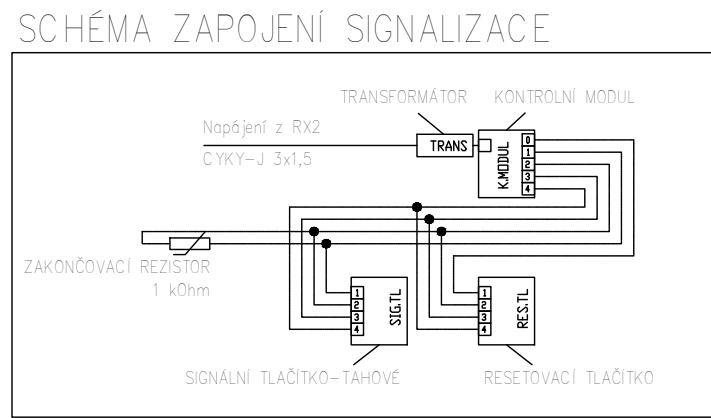 SCHÉMA ZAPOJENÍ SIGNALIZACE
TRANSFORMÁTOR
KONTROLNÍ MODUL
Napájení z RX2
CYKY-J 3x1,5
TRANS
K.MODUL
0
1
2
3
4
ZAKONČOVACÍ REZISTOR
1 kOhm
1
2
3
4
SIG.TL
1
2
3
4
RES.TL
SIGNÁLNÍ TLAČÍTKO-TAHOVÉ
RESETOVACÍ TLAČÍTKO